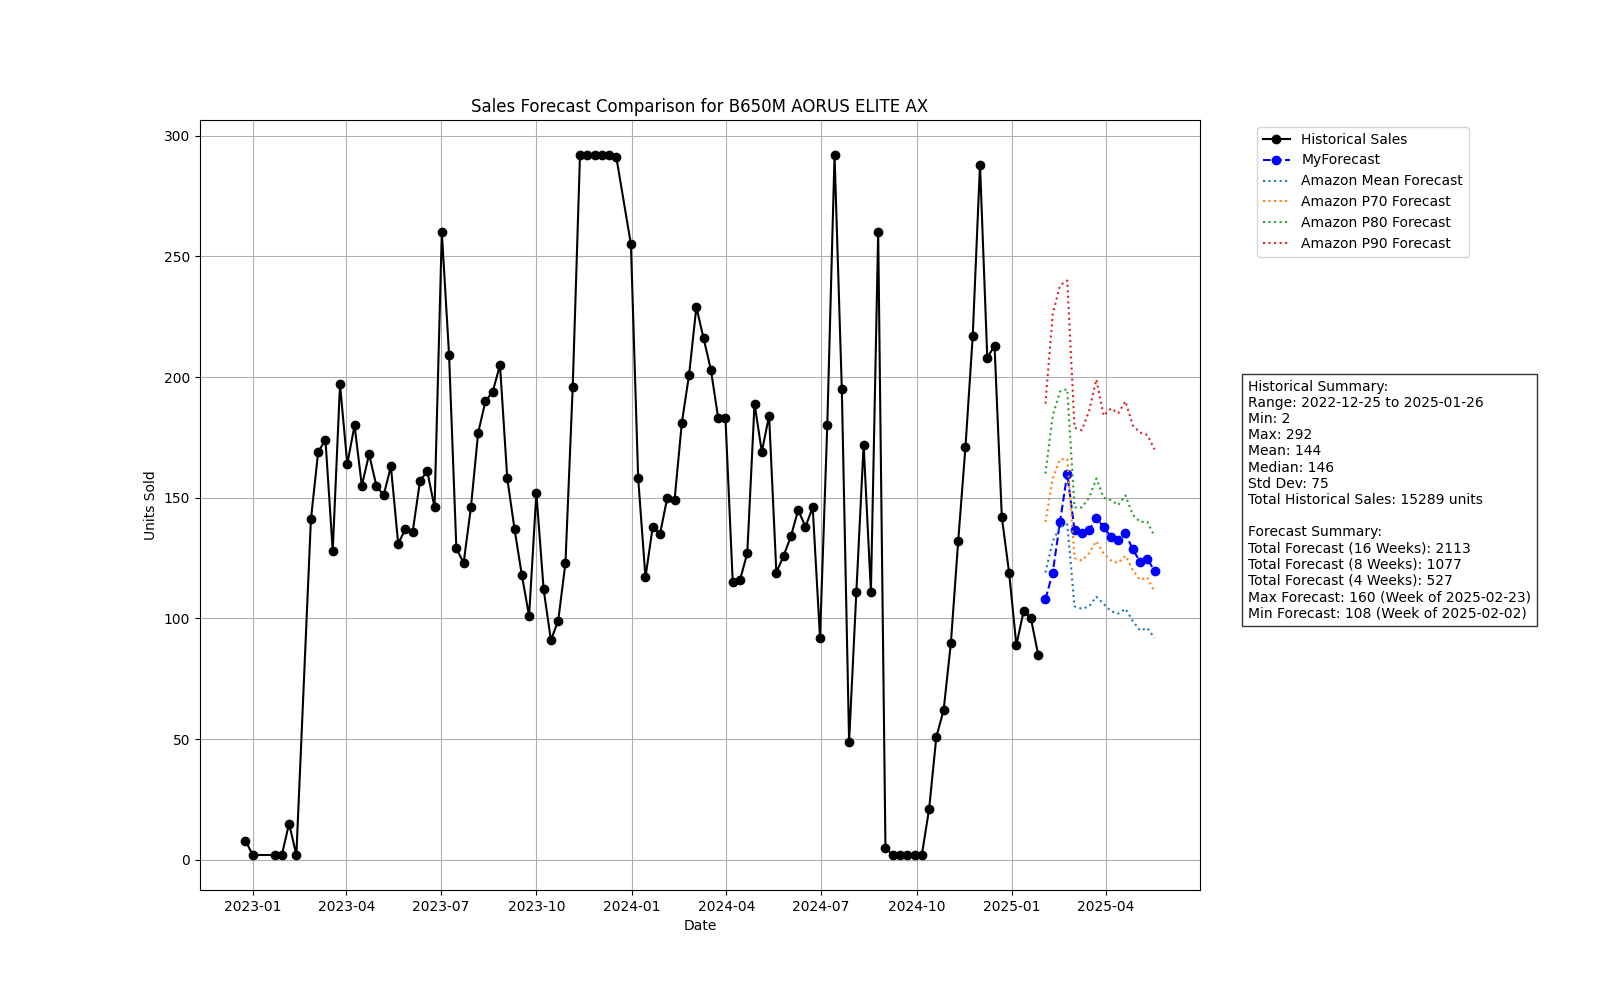 Sales Forecast Comparison for B650M AORUS ELITE AX
300
250
200
150
100
50
0
Units Sold
2023-01 2023-04 2023-07 2023-10 2024-01 2024-04 2024-07 2024-10 2025-01 2025-04
Date
Historical Sales
MyForecast
Amazon Mean Forecast
Amazon P70 Forecast
Amazon P80 Forecast
Amazon P90 Forecast
Historical Summary:
Range: 2022-12-25 to 2025-01-26
Min: 2
Max: 292
Mean: 144
Median: 146
Std Dev: 75
Total Historical Sales: 15289 units
Forecast Summary:
Total Forecast (16 Weeks): 2113
Total Forecast (8 Weeks): 1077
Total Forecast (4 Weeks): 527
Max Forecast: 160 (Week of 2025-02-23)
Min Forecast: 108 (Week of 2025-02-02)